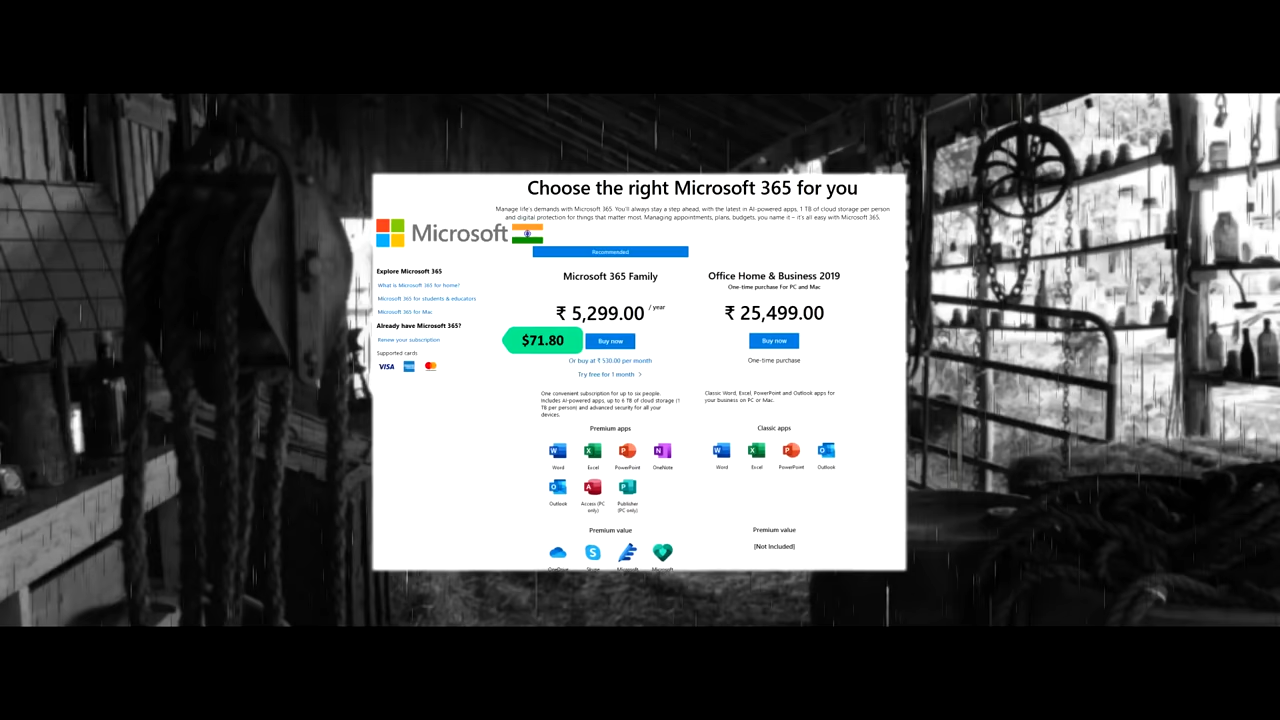 Choose the right Microsoft 365 for you
Manage life's demands with Microsoft 365. You'll always stay a step ahead, with the latest in AI-powered apps, 1 TB of cloud storage per person
and digital protection for things that matter most. Managing appointments, plans, budgets, you name it – it's all easy with Microsoft 365.
Microsoft
Explore Microsoft 365
What is Microsoft 365 for home?
Microsoft 365 for students & educators
Microsoft 365 for Mac
Already have Microsoft 365?
Renew your subscription
Supported cards
VISA
Recommended
Microsoft 365 Family
₹ 5,299.00 / year
$71.80
Buy now
Or buy at ₹ 530.00 per month
Try free for 1 month >
One convenient subscription for up to six people.
Includes AI-powered apps, up to 6 TB of cloud storage (1
TB per person) and advanced security for all your
devices.
Premium apps
Word Excel PowerPoint OneNote
Outlook Access (PC only) Publisher (PC only)
Premium value
OneDrive Skype Microsoft Microsoft
Office Home & Business 2019
One-time purchase For PC and Mac
₹ 25,499.00
Buy now
One-time purchase
Classic Word, Excel, PowerPoint and Outlook apps for
your business on PC or Mac.
Classic apps
Word Excel PowerPoint Outlook
Premium value
[Not included]